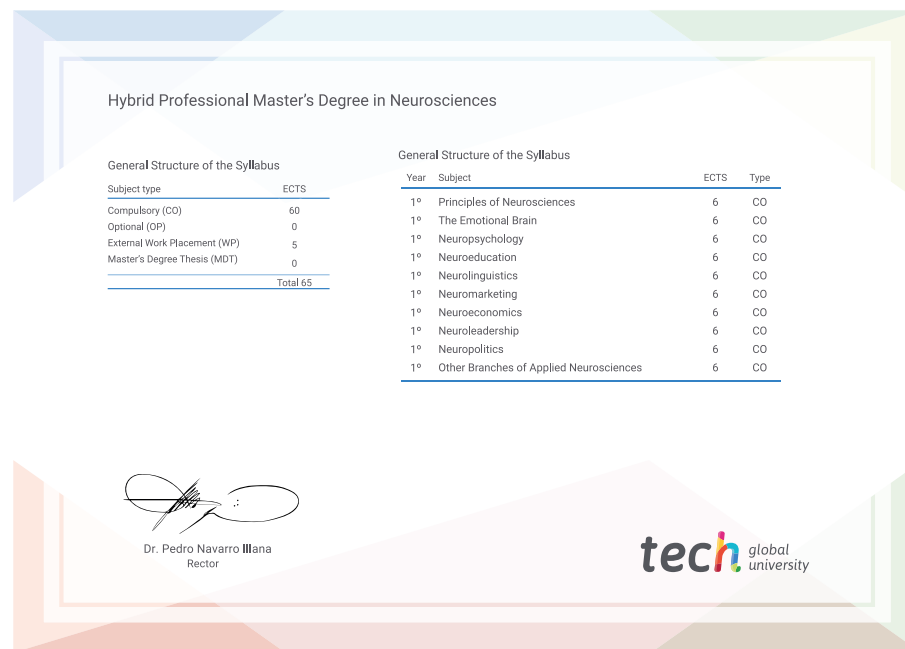 Hybrid Professional Master's Degree in Neurosciences
General Structure of the Syllabus
Subject type ECTS
Compulsory (CO) 60
Optional (OP) 0
External Work Placement (WP) 5
Master's Degree Thesis (MDT) 0
Total 65
General Structure of the Syllabus
Year Subject ECTS Type
1º Principles of Neurosciences 6 CO
1º The Emotional Brain 6 CO
1º Neuropsychology 6 CO
1º Neuroeducation 6 CO
1º Neurolinguistics 6 CO
1º Neuromarketing 6 CO
1º Neuroeconomics 6 CO
1º Neuroleadership 6 CO
1º Neuropolitics 6 CO
1º Other Branches of Applied Neurosciences 6 CO
Dr. Pedro Navarro Illana
Rector
tech global
university